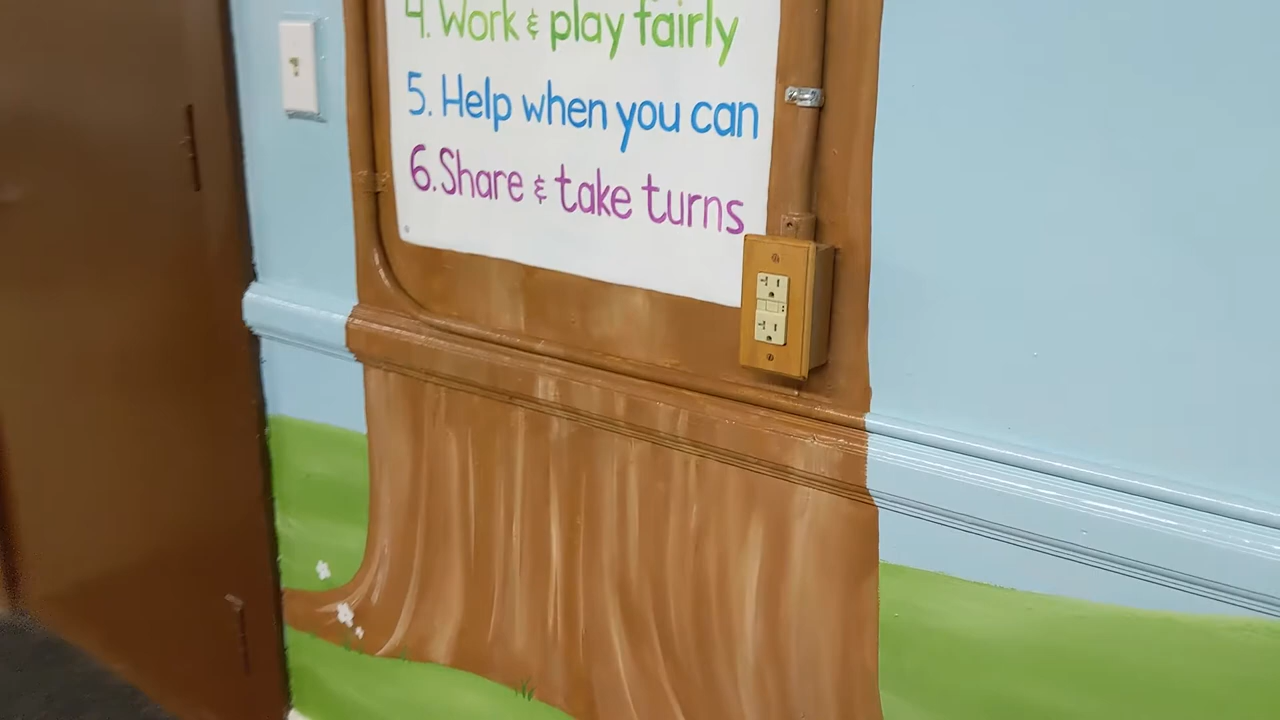 4. Work & play fairly
5. Help when you can
6. Share & take turns